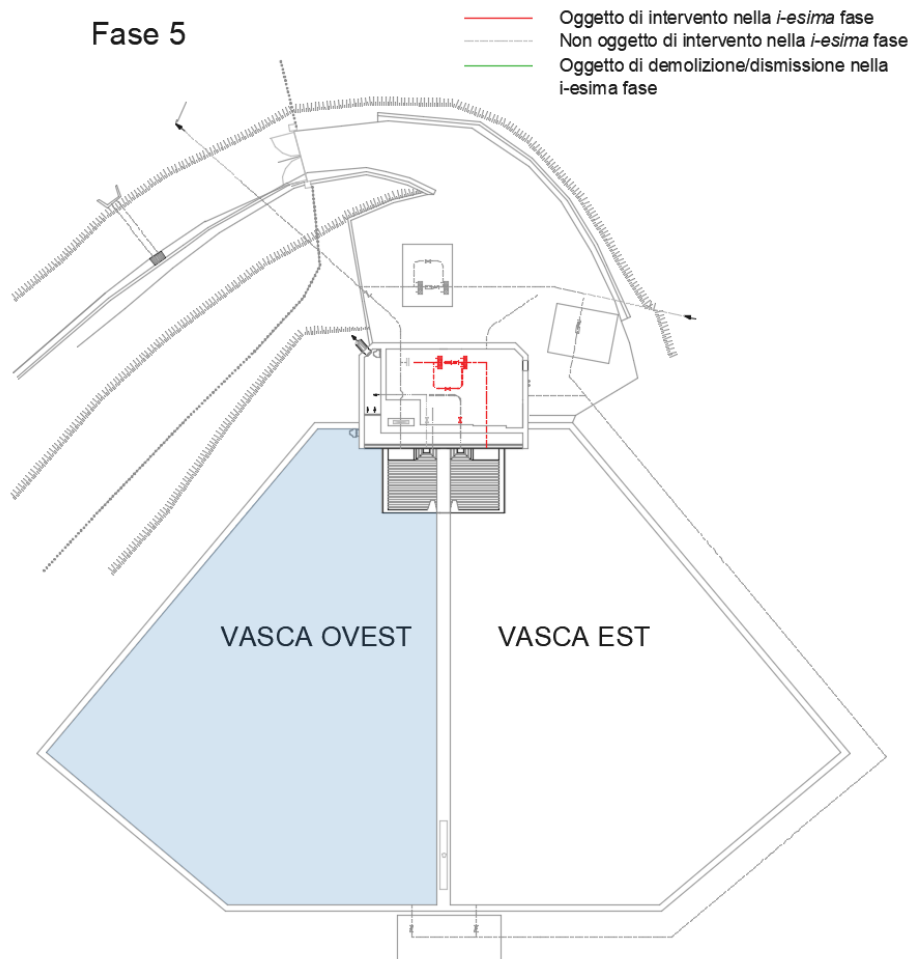 Fase 5
Oggetto di intervento nella i-esima fase
Non oggetto di intervento nella i-esima fase
Oggetto di demolizione/dismissione nella
i-esima fase
VASCA OVEST
VASCA EST